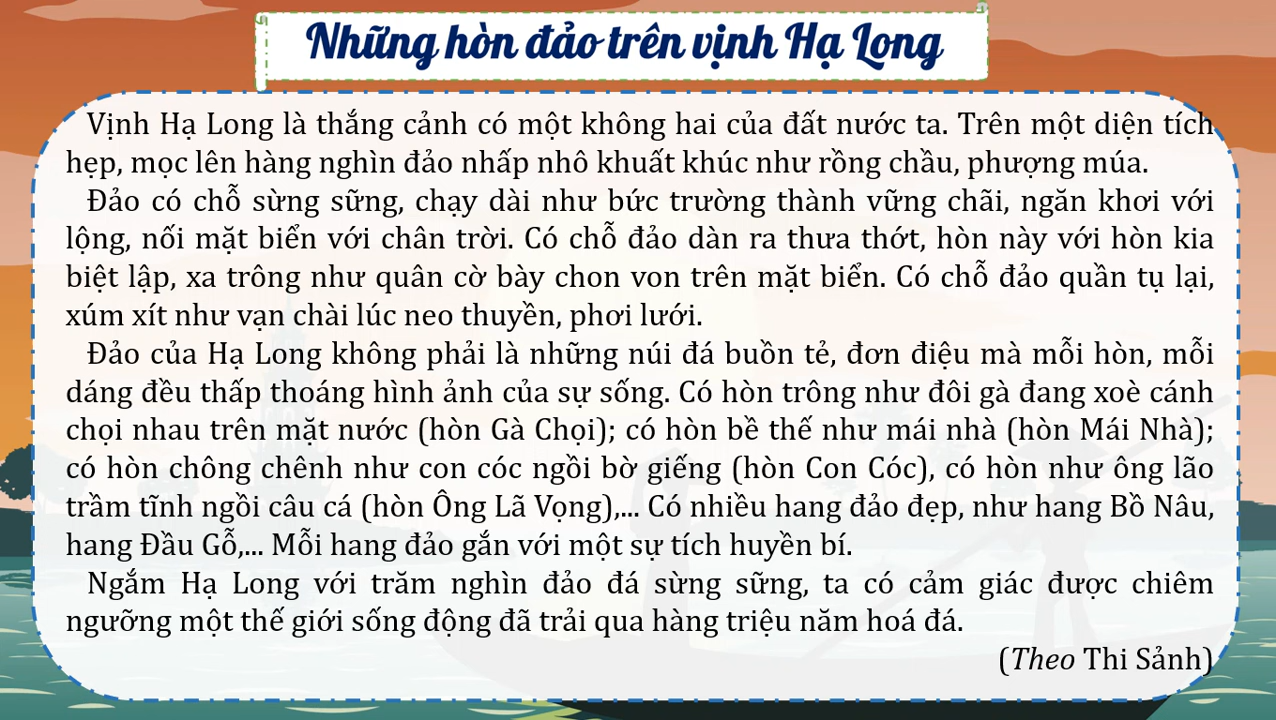 Những hòn đảo trên vịnh Hạ Long
Vịnh Hạ Long là thắng cảnh có một không hai của đất nước ta. Trên một diện tích
hẹp, mọc lên hàng nghìn đảo nhấp nhô khuất khúc như rồng chầu, phượng múa.
Đảo có chỗ sừng sững, chạy dài như bức trường thành vững chãi, ngăn khơi với
lộng, nối mặt biển với chân trời. Có chỗ đảo dàn ra thưa thớt, hòn này với hòn kia
biệt lập, xa trông như quân cờ bày chon von trên mặt biển. Có chỗ đảo quần tụ lại,
xúm xít như vạn chài lúc neo thuyền, phơi lưới.
Đảo của Hạ Long không phải là những núi đá buồn tẻ, đơn điệu mà mỗi hòn, mỗi
dáng đều thấp thoáng hình ảnh của sự sống. Có hòn trông như đôi gà đang xoè cánh
chọi nhau trên mặt nước (hòn Gà Chọi); có hòn bề thế như mái nhà (hòn Mái Nhà);
có hòn chông chênh như con cóc ngồi bờ giếng (hòn Con Cóc), có hòn như ông lão
trầm tĩnh ngồi câu cá (hòn Ông Lã Vọng),... Có nhiều hang đảo đẹp, như hang Bồ Nâu,
hang Đầu Gỗ,... Mỗi hang đảo gắn với một sự tích huyền bí.
Ngắm Hạ Long với trăm nghìn đảo đá sừng sững, ta có cảm giác được chiêm
ngưỡng một thế giới sống động đã trải qua hàng triệu năm hoá đá.
(Theo Thi Sảnh)